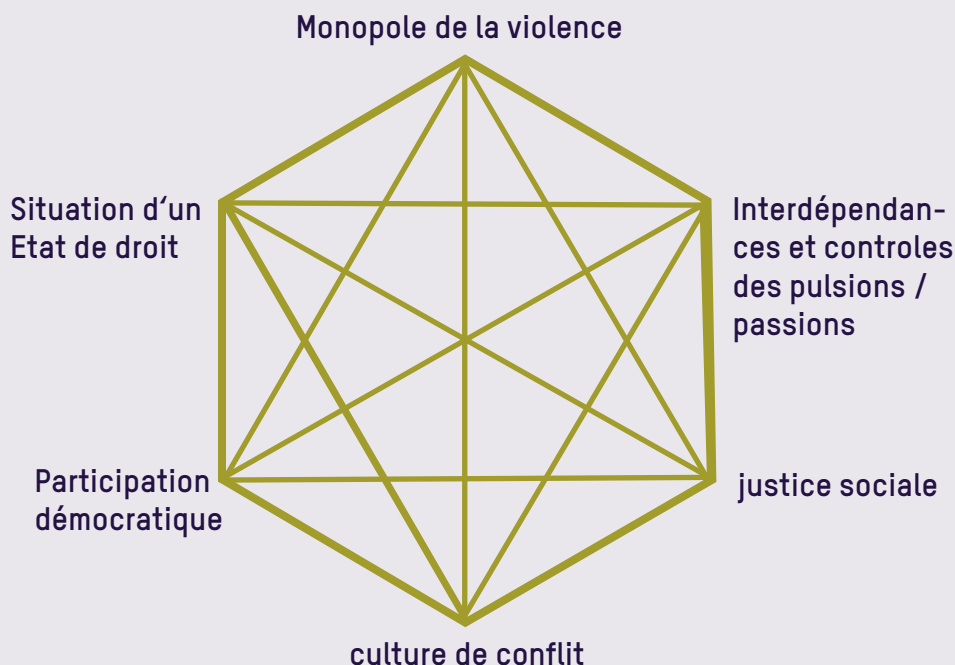 Monopole de la violence
Situation d‘un
Etat de droit
Interdépendan-
ces et controles
des pulsions /
passions
Participation
démocratique
justice sociale
culture de conflit